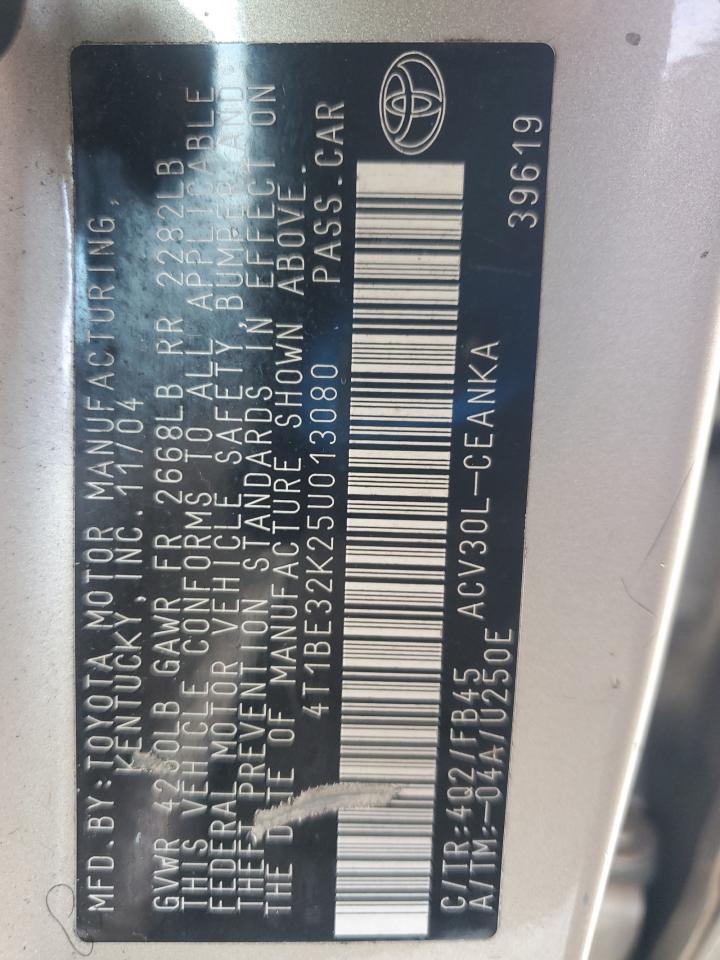 MFD.BY:TOYOTA MOTOR MANUFACTURING,
KENTUCKY,INC.11/04
GVWR 4230LB GAWR FR 2668LB RR 2282LB
THIS VEHICLE CONFORMS TO ALL APPLICABLE
FEDERAL MOTOR VEHICLE SAFETY,BUMPER,AND
THEFT PREVENTION STANDARDS IN EFFECT ON
THE DATE OF MANUFACTURE SHOWN ABOVE.
4T1BE32K25U013080 PASS.CAR
C/TR:4Q2/FB45 ACV30L-CEANKA
A/TM:-04A/U250E 39619